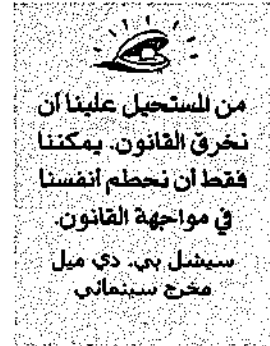 من المستحيل علينا أن
نخرق القانون. يمكننا
فقط أن نحطم أنفسنا
في مواجهة القانون.
سيشل بي. دي ميل
مخرج سينمائي